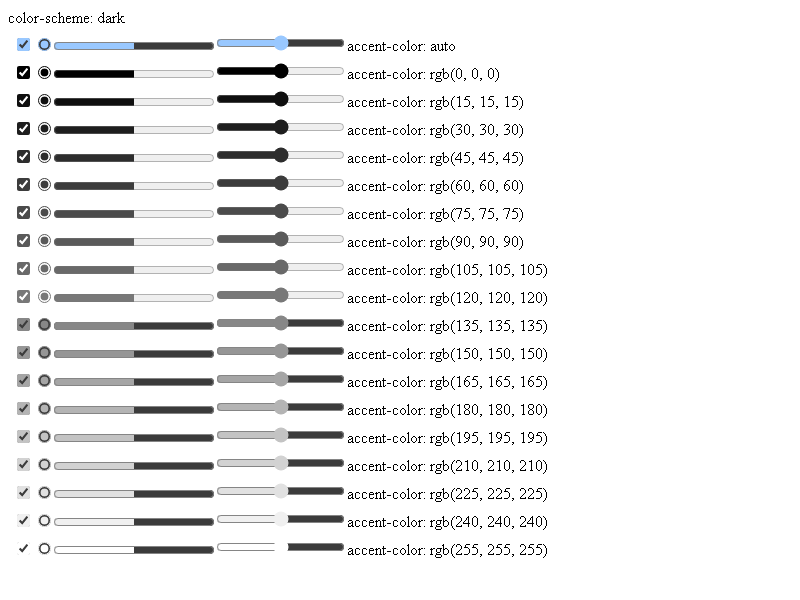 color-scheme: dark
accent-color: auto
accent-color: rgb(0, 0, 0)
accent-color: rgb(15, 15, 15)
accent-color: rgb(30, 30, 30)
accent-color: rgb(45, 45, 45)
accent-color: rgb(60, 60, 60)
accent-color: rgb(75, 75, 75)
accent-color: rgb(90, 90, 90)
accent-color: rgb(105, 105, 105)
accent-color: rgb(120, 120, 120)
accent-color: rgb(135, 135, 135)
accent-color: rgb(150, 150, 150)
accent-color: rgb(165, 165, 165)
accent-color: rgb(180, 180, 180)
accent-color: rgb(195, 195, 195)
accent-color: rgb(210, 210, 210)
accent-color: rgb(225, 225, 225)
accent-color: rgb(240, 240, 240)
accent-color: rgb(255, 255, 255)